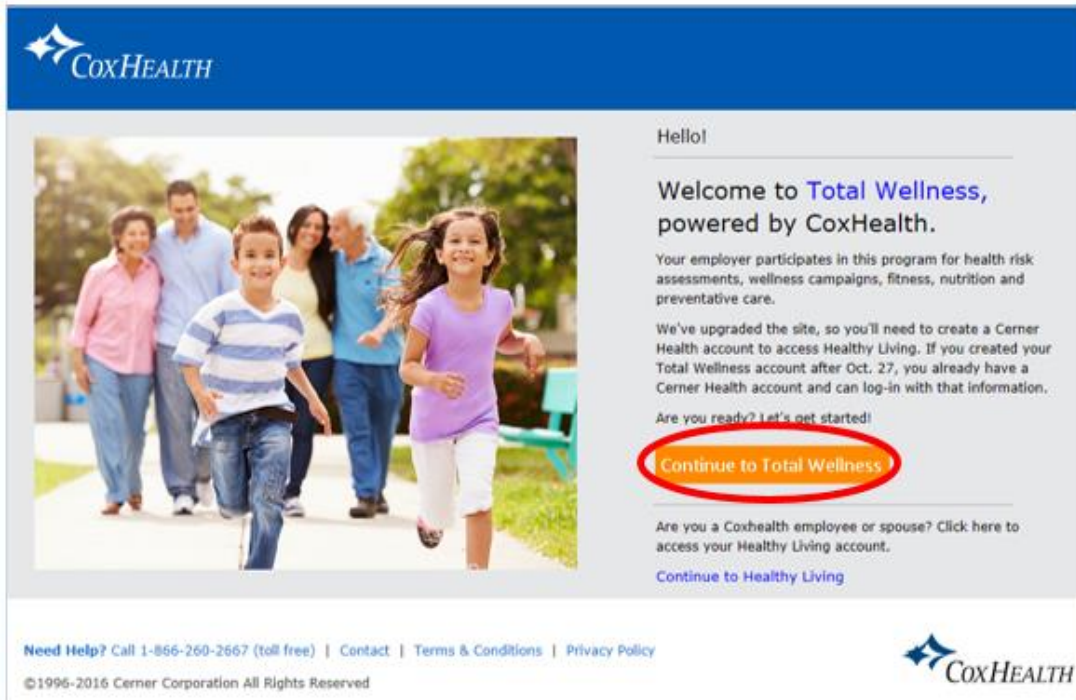 COXHEALTH
Hello!
Welcome to Total Wellness,
powered by CoxHealth.
Your employer participates in this program for health risk
assessments, wellness campaigns, fitness, nutrition and
preventative care.
We've upgraded the site, so you'll need to create a Cerner
Health account to access Healthy Living. If you created your
Total Wellness account after Oct. 27, you already have a
Cerner Health account and can log-in with that information.
Are you ready? Let's get started!
Continue to Total Wellness
Are you a Coxhealth employee or spouse? Click here to
access your Healthy Living account.
Continue to Healthy Living
Need Help? Call 1-866-260-2667 (toll free) | Contact | Terms & Conditions | Privacy Policy
©1996-2016 Cerner Corporation All Rights Reserved
COXHEALTH